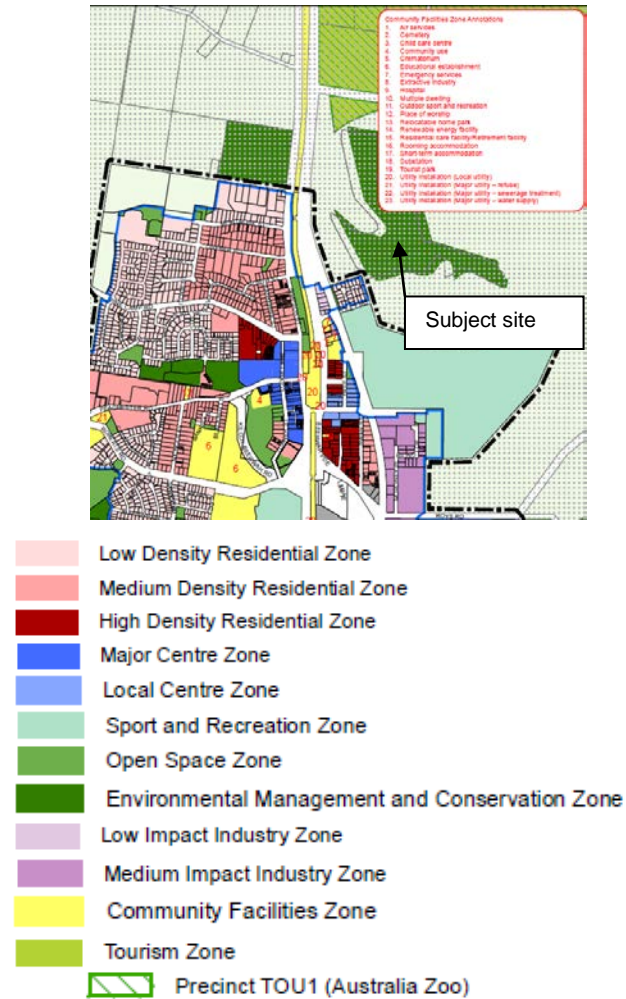 Community Facilities Zone Annotations
1. Air services
2. Cemetery
3. Child care centre
4. Community use
5. Crematorium
6. Educational establishment
7. Emergency services
8. Extractive industry
9. Hospital
10. Multiple dwelling
11. Outdoor sport and recreation
12. Place of worship
13. Relocatable home park
14. Renewable energy facility
15. Residential care facility/Retirement facility
16. Rooming accommodation
17. Short-term accommodation
18. Substation
19. Tourist park
20. Utility installation (Local utility)
21. Utility installation (Major utility – refuse)
22. Utility installation (Major utility – sewerage treatment)
23. Utility installation (Major utility – water supply)
Subject site
20
20
20
4
6
6
21
ROYS RD
Low Density Residential Zone
Medium Density Residential Zone
High Density Residential Zone
Major Centre Zone
Local Centre Zone
Sport and Recreation Zone
Open Space Zone
Environmental Management and Conservation Zone
Low Impact Industry Zone
Medium Impact Industry Zone
Community Facilities Zone
Tourism Zone
Precinct TOU1 (Australia Zoo)